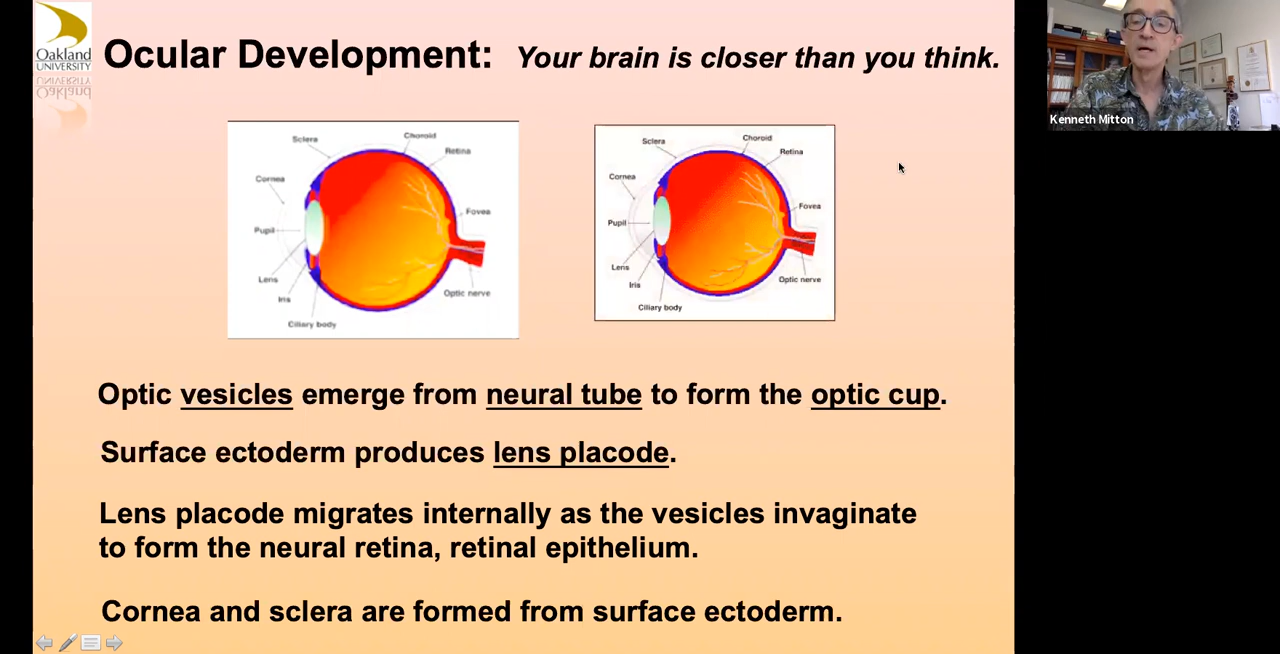 Oakland
UNIVERSITY
Ocular Development: Your brain is closer than you think.
Kenneth Mitton
Sclera
Choroid
Retina
Cornea
Fovea
Pupil
Lens
Iris
Optic nerve
Ciliary body
Sclera
Choroid
Retina
Cornea
Fovea
Pupil
Lens
Iris
Optic nerve
Ciliary body
Optic vesicles emerge from neural tube to form the optic cup.
Surface ectoderm produces lens placode.
Lens placode migrates internally as the vesicles invaginate
to form the neural retina, retinal epithelium.
Cornea and sclera are formed from surface ectoderm.